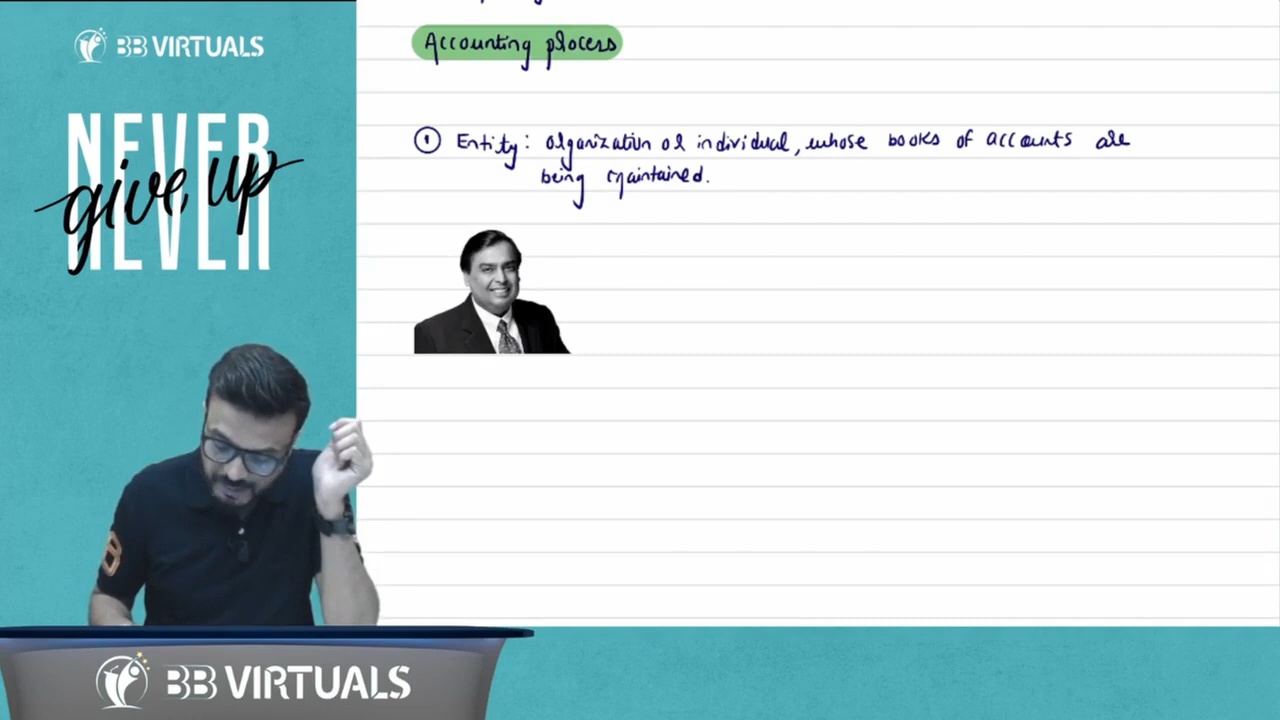 BB VIRTUALS
NEVER
give up
NEVER
Accounting process
1 Entity: organization or individual, whose books of accounts are
being maintained.
B
BB VIRTUALS